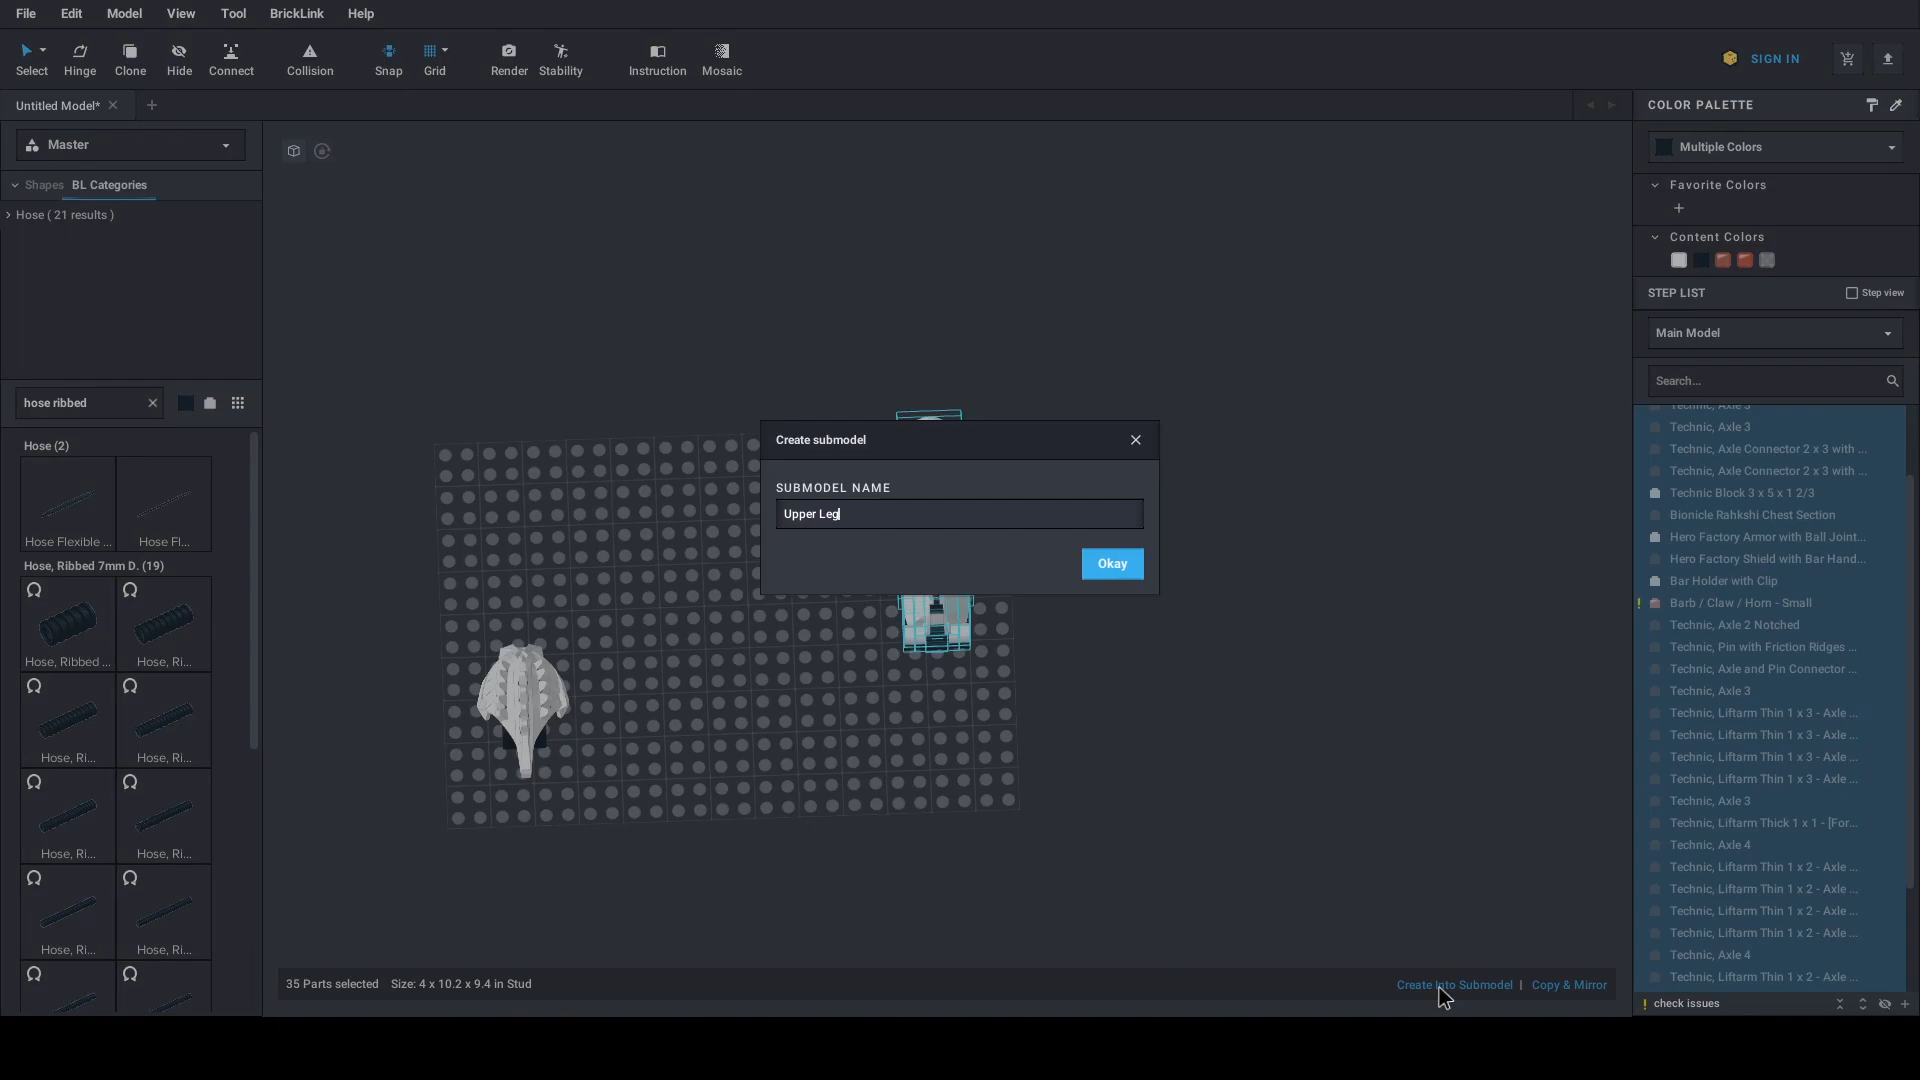 File Edit Model View Tool BrickLink Help
Select Hinge Clone Hide Connect Collision Snap Grid Render Stability Instruction Mosaic
SIGN IN
Untitled Model*
Master
Shapes BL Categories
Hose ( 21 results )
hose ribbed
Hose (2)
Hose Flexible ... Hose Fl...
Hose, Ribbed 7mm D. (19)
Hose, Ribbed ... Hose, Ri...
Hose, Ri... Hose, Ri...
Hose, Ri... Hose, Ri...
Hose, Ri... Hose, Ri...
Create submodel
SUBMODEL NAME
Upper Leg
Okay
35 Parts selected Size: 4 x 10.2 x 9.4 in Stud
Create Into Submodel | Copy & Mirror
COLOR PALETTE
Multiple Colors
Favorite Colors
Content Colors
STEP LIST Step view
Main Model
Search...
Technic, Axle 3
Technic, Axle 3
Technic, Axle Connector 2 x 3 with ...
Technic, Axle Connector 2 x 3 with ...
Technic Block 3 x 5 x 1 2/3
Bionicle Rahkshi Chest Section
Hero Factory Armor with Ball Joint...
Hero Factory Shield with Bar Hand...
Bar Holder with Clip
! Barb / Claw / Horn - Small
Technic, Axle 2 Notched
Technic, Pin with Friction Ridges ...
Technic, Axle and Pin Connector ...
Technic, Axle 3
Technic, Liftarm Thin 1 x 3 - Axle ...
Technic, Liftarm Thin 1 x 3 - Axle ...
Technic, Liftarm Thin 1 x 3 - Axle ...
Technic, Liftarm Thin 1 x 3 - Axle ...
Technic, Axle 3
Technic, Liftarm Thick 1 x 1 - [For...
Technic, Axle 4
Technic, Liftarm Thin 1 x 2 - Axle ...
Technic, Liftarm Thin 1 x 2 - Axle ...
Technic, Liftarm Thin 1 x 2 - Axle ...
Technic, Liftarm Thin 1 x 2 - Axle ...
Technic, Axle 4
Technic, Liftarm Thin 1 x 2 - Axle ...
! check issues